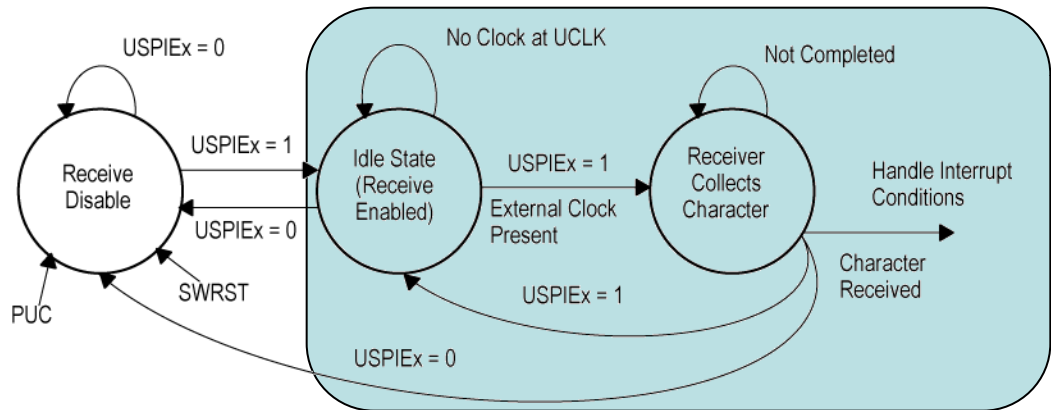 USPIEx = 0
No Clock at UCLK
Not Completed
Receive
Disable
USPIEx = 1
USPIEx = 0
Idle State
(Receive
Enabled)
USPIEx = 1
External Clock
Present
Receiver
Collects
Character
Handle Interrupt
Conditions
Character
Received
PUC
SWRST
USPIEx = 1
USPIEx = 0